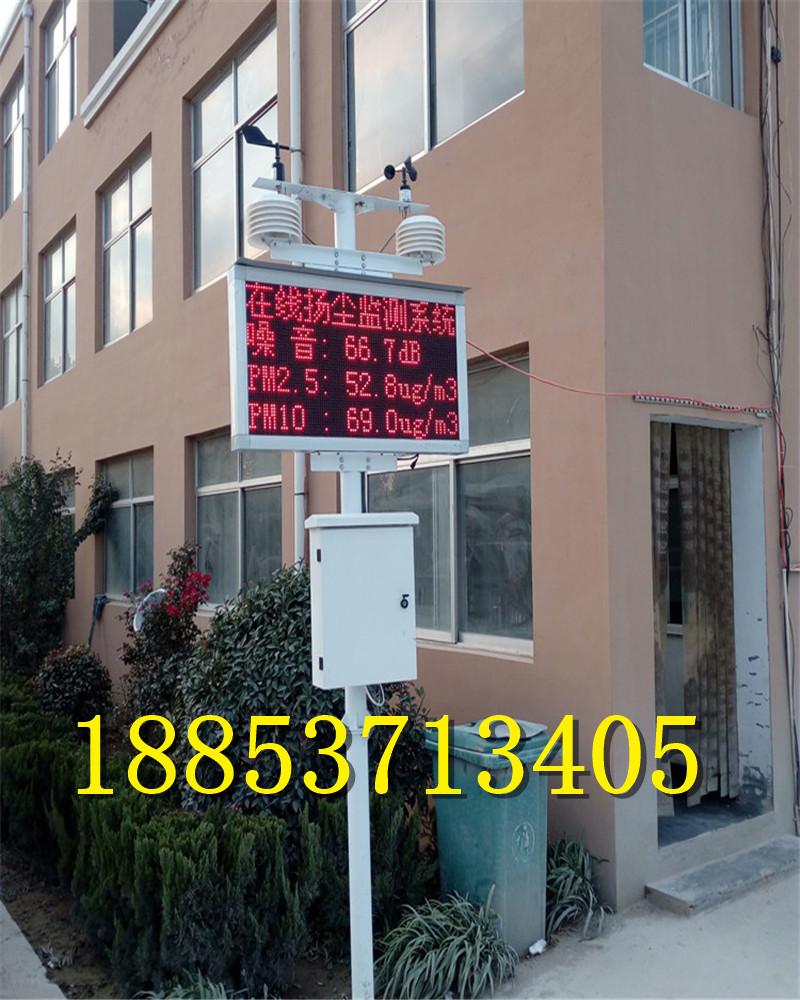 在线扬尘监测系统
噪 音: 66.7dB
PM2.5: 52.8ug/m3
PM10 : 69.0ug/m3
18853713405